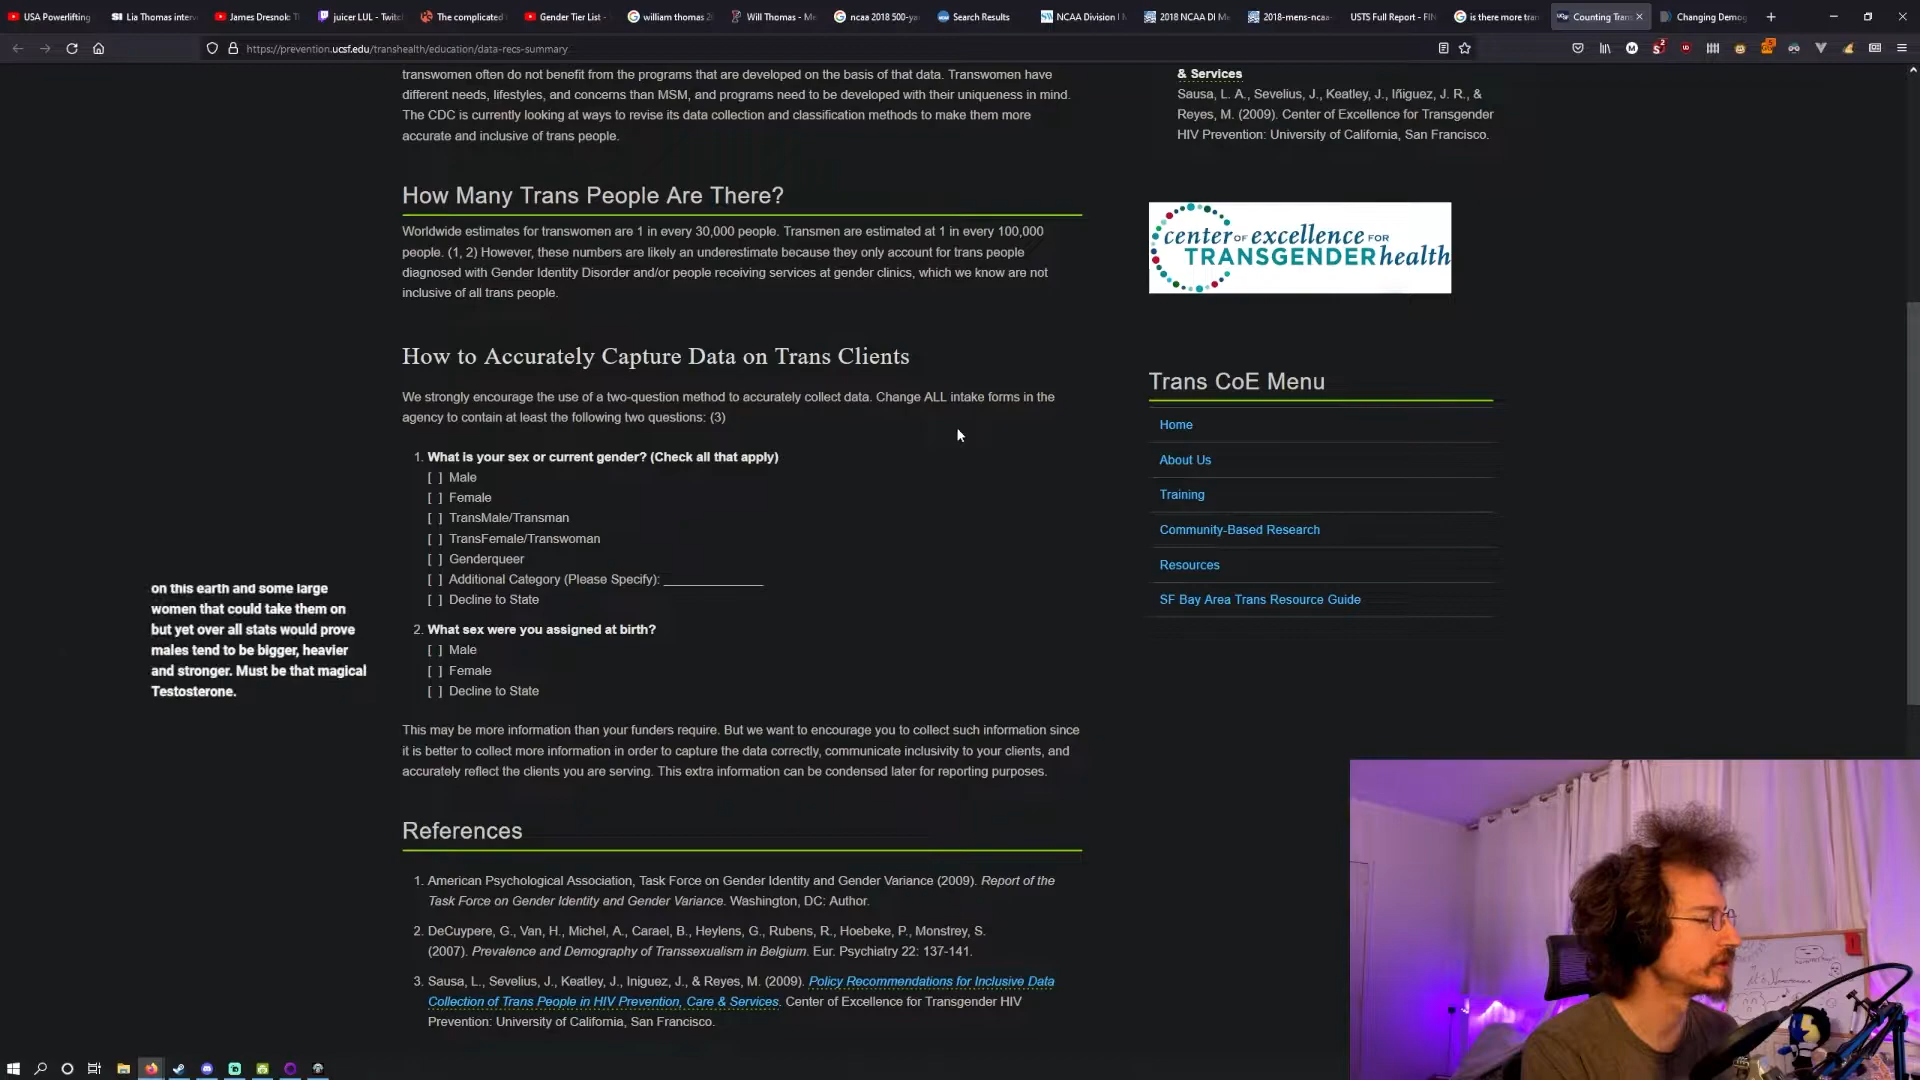 USA Powerlifting
Lia Thomas interv
James Dresnok: T
juicer LUL - Twitc
The complicated
Gender Tier List -
william thomas 2
Will Thomas - Me
ncaa 2018 500-ya
Search Results
NCAA Division I
2018 NCAA DI M
2018-mens-ncaa-
USTS Full Report - FIN
is there more tran
Counting Tran
Changing Demog
https://prevention.ucsf.edu/transhealth/education/data-recs-summary
transwomen often do not benefit from the programs that are developed on the basis of that data. Transwomen have
different needs, lifestyles, and concerns than MSM, and programs need to be developed with their uniqueness in mind.
The CDC is currently looking at ways to revise its data collection and classification methods to make them more
accurate and inclusive of trans people.
How Many Trans People Are There?
Worldwide estimates for transwomen are 1 in every 30,000 people. Transmen are estimated at 1 in every 100,000
people. (1, 2) However, these numbers are likely an underestimate because they only account for trans people
diagnosed with Gender Identity Disorder and/or people receiving services at gender clinics, which we know are not
inclusive of all trans people.
How to Accurately Capture Data on Trans Clients
We strongly encourage the use of a two-question method to accurately collect data. Change ALL intake forms in the
agency to contain at least the following two questions: (3)
1. What is your sex or current gender? (Check all that apply)
[ ] Male
[ ] Female
[ ] TransMale/Transman
[ ] TransFemale/Transwoman
[ ] Genderqueer
[ ] Additional Category (Please Specify): _______________
[ ] Decline to State
2. What sex were you assigned at birth?
[ ] Male
[ ] Female
[ ] Decline to State
This may be more information than your funders require. But we want to encourage you to collect such information since
it is better to collect more information in order to capture the data correctly, communicate inclusivity to your clients, and
accurately reflect the clients you are serving. This extra information can be condensed later for reporting purposes.
References
1. American Psychological Association, Task Force on Gender Identity and Gender Variance (2009). Report of the
Task Force on Gender Identity and Gender Variance. Washington, DC: Author.
2. DeCuypere, G., Van, H., Michel, A., Carael, B., Heylens, G., Rubens, R., Hoebeke, P., Monstrey, S.
(2007). Prevalence and Demography of Transsexualism in Belgium. Eur. Psychiatry 22: 137-141.
3. Sausa, L., Sevelius, J., Keatley, J., Iniguez, J., & Reyes, M. (2009). Policy Recommendations for Inclusive Data
Collection of Trans People in HIV Prevention, Care & Services. Center of Excellence for Transgender HIV
Prevention: University of California, San Francisco.
& Services
Sausa, L. A., Sevelius, J., Keatley, J., Iñiguez, J. R., &
Reyes, M. (2009). Center of Excellence for Transgender
HIV Prevention: University of California, San Francisco.
center OF excellence FOR
TRANSGENDER health
Trans CoE Menu
Home
About Us
Training
Community-Based Research
Resources
SF Bay Area Trans Resource Guide
on this earth and some large
women that could take them on
but yet over all stats would prove
males tend to be bigger, heavier
and stronger. Must be that magical
Testosterone.